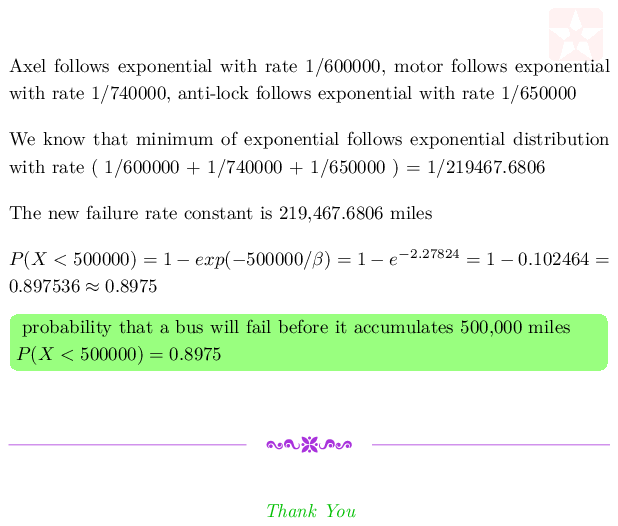 Axel follows exponential with rate 1/600000, motor follows exponential
with rate 1/740000, anti-lock follows exponential with rate 1/650000
We know that minimum of exponential follows exponential distribution
with rate ( 1/600000 + 1/740000 + 1/650000 ) = 1/219467.6806
The new failure rate constant is 219,467.6806 miles
P(X < 500000) = 1 − exp(−500000/β) = 1 − e^{−2.27824} = 1 − 0.102464 =
0.897536 ≈ 0.8975
probability that a bus will fail before it accumulates 500,000 miles
P(X < 500000) = 0.8975
Thank You